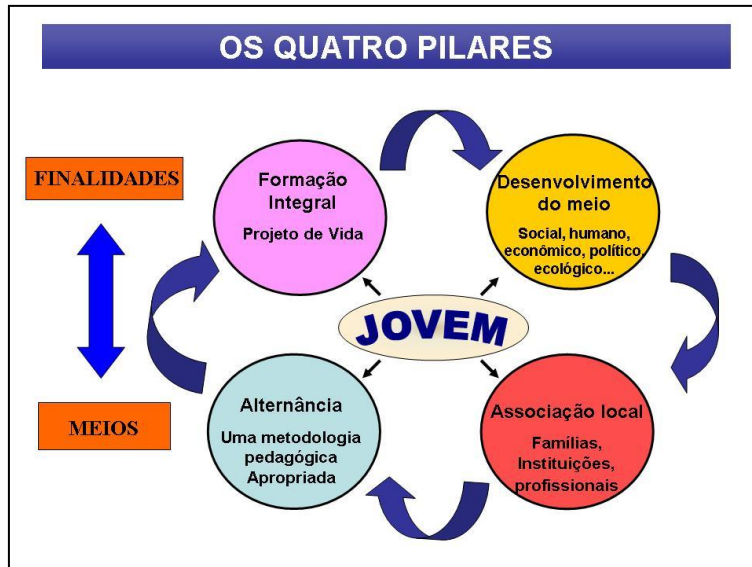 OS QUATRO PILARES
FINALIDADES
Formação
Integral
Projeto de Vida
Desenvolvimento
do meio
Social, humano,
econômico, político,
ecológico...
JOVEM
MEIOS
Alternância
Uma metodologia
pedagógica
Apropriada
Associação local
Famílias,
Instituições,
profissionais